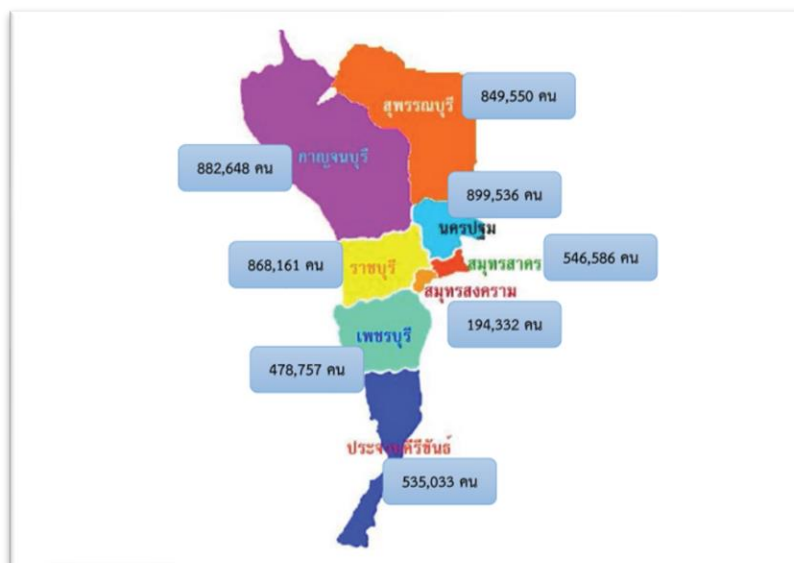 849,550 คน
สุพรรณบุรี
กาญจนบุรี
882,648 คน
899,536 คน
นครปฐม
868,161 คน
ราชบุรี
สมุทรสาคร
546,586 คน
สมุทรสงคราม
194,332 คน
เพชรบุรี
478,757 คน
ประจวบคีรีขันธ์
535,033 คน